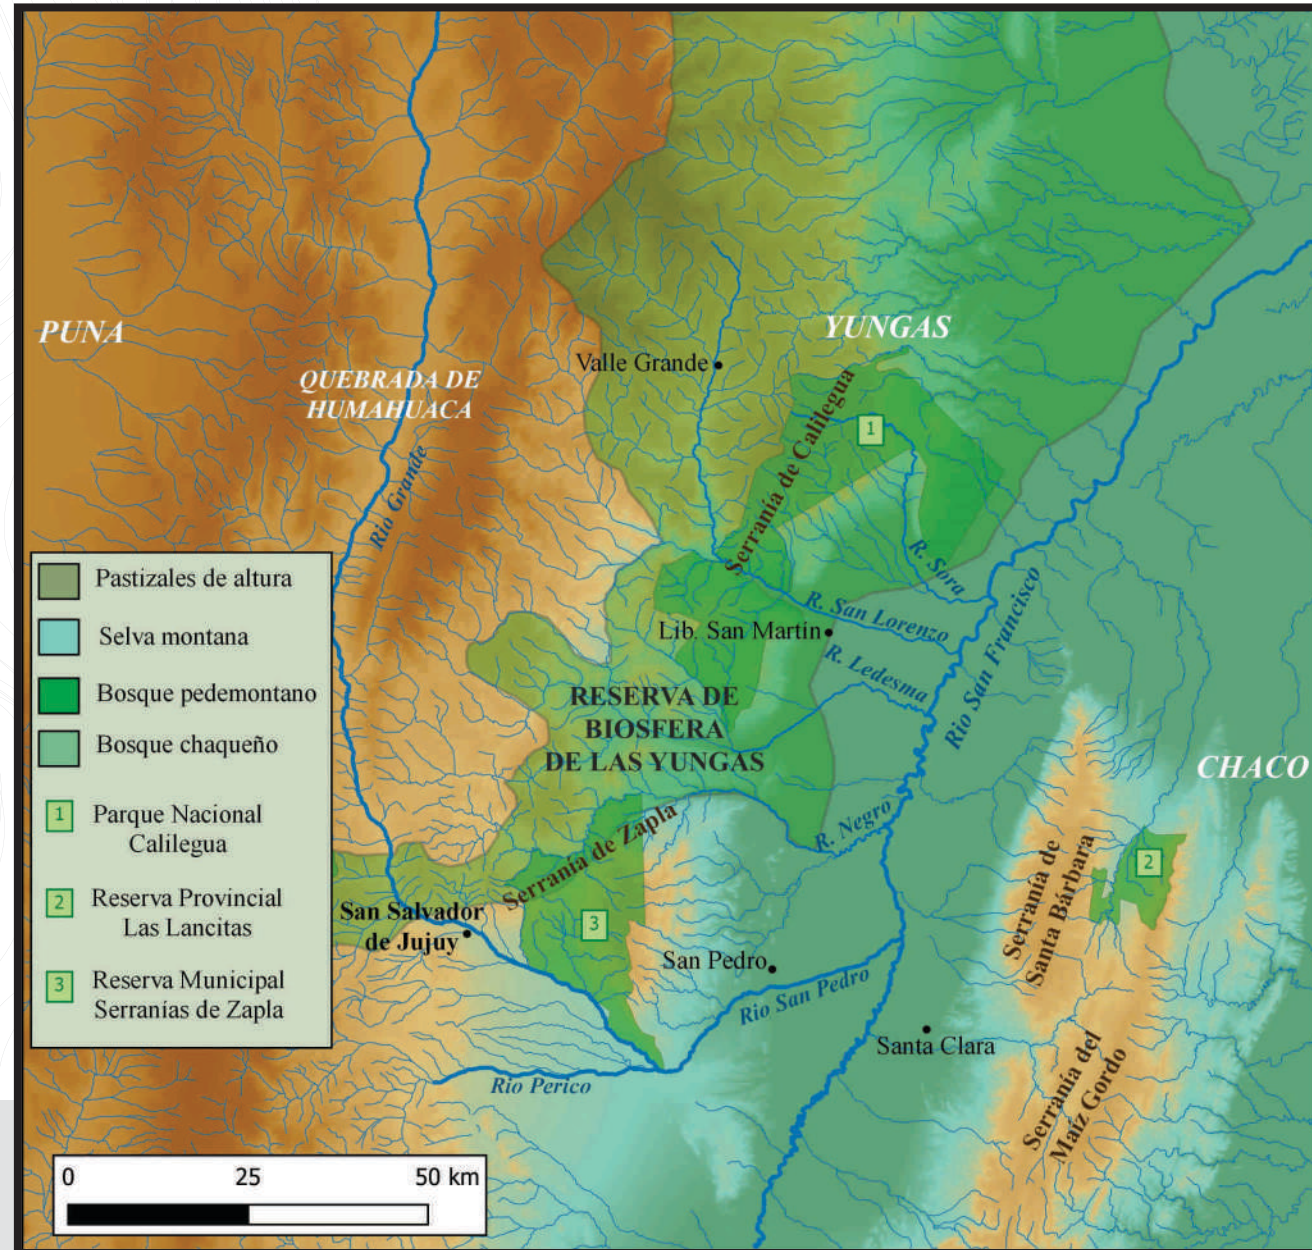 PUNA
QUEBRADA DE
HUMAHUACA
Rio Grande
Valle Grande
YUNGAS
Serranía de Calilegua
1
R. Sora
R. San Lorenzo
Lib. San Martín
R. Ledesma
Rio San Francisco
RESERVA DE
BIOSFERA
DE LAS YUNGAS
CHACO
Serranía de Zapla
R. Negro
Serranía de
Santa Bárbara
2
San Salvador
de Jujuy
3
San Pedro
Rio San Pedro
Santa Clara
Rio Perico
Serranía del
Maíz Gordo
Pastizales de altura
Selva montana
Bosque pedemontano
Bosque chaqueño
1 Parque Nacional
Calilegua
2 Reserva Provincial
Las Lancitas
3 Reserva Municipal
Serranías de Zapla
0 25 50 km